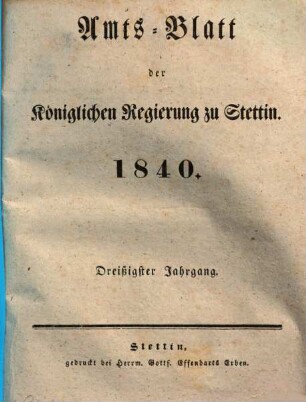 Amts-Blatt
der
Königlichen Regierung zu Stettin.
1840.
Dreißigster Jahrgang.
Stettin,
gedruckt bei Herrm. Gottf. Effenbarts Erben.